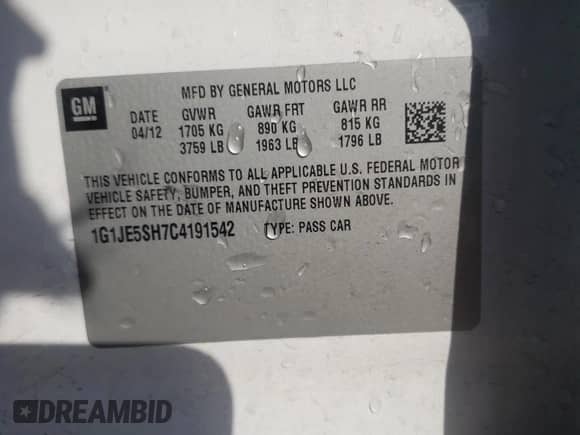 GM
MFD BY GENERAL MOTORS LLC
DATE GVWR GAWR FRT GAWR RR
04/12 1705 KG 890 KG 815 KG
3759 LB 1963 LB 1796 LB
THIS VEHICLE CONFORMS TO ALL APPLICABLE U.S. FEDERAL MOTOR
VEHICLE SAFETY, BUMPER, AND THEFT PREVENTION STANDARDS IN
EFFECT ON THE DATE OF MANUFACTURE SHOWN ABOVE.
1G1JE5SH7C4191542 TYPE: PASS CAR
DREAMBID